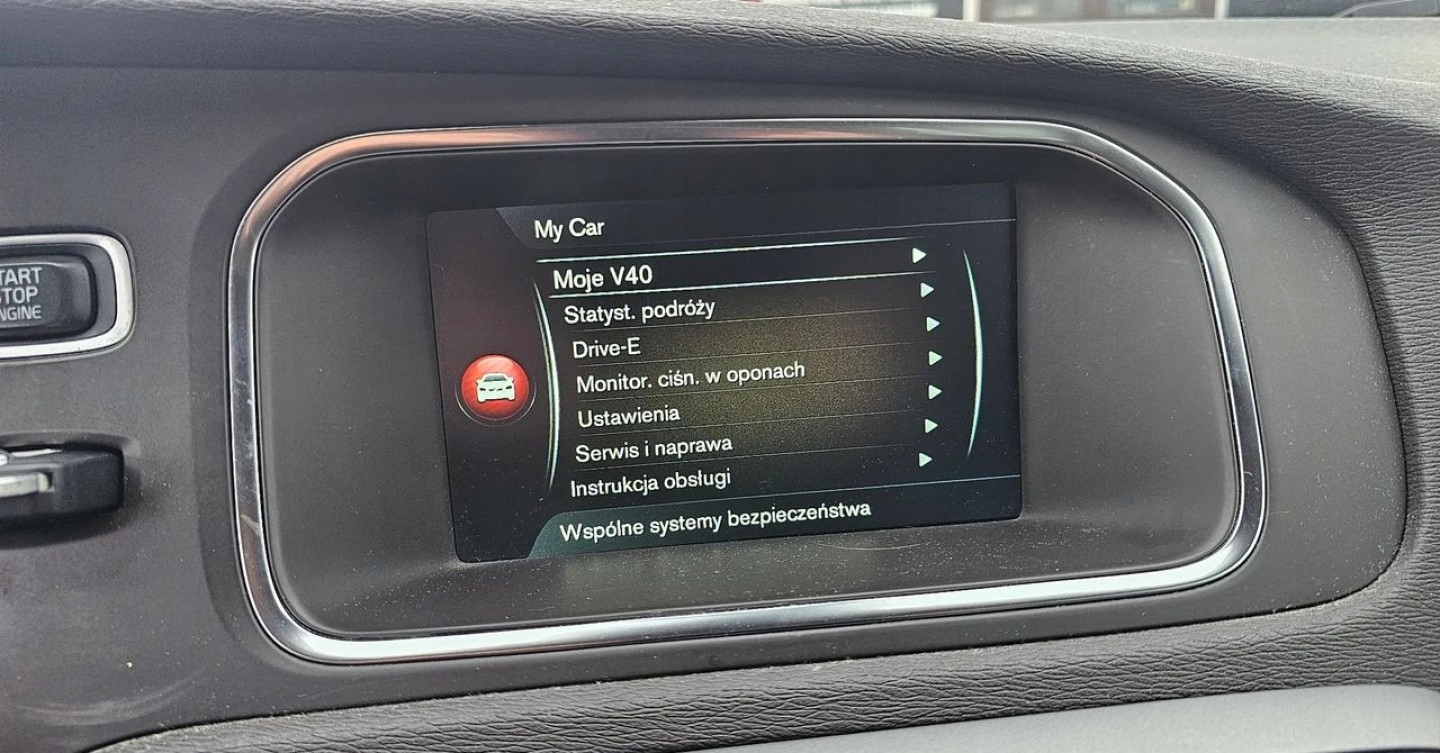 START
STOP
ENGINE
My Car
Moje V40
Statyst. podróży
Drive-E
Monitor. ciśn. w oponach
Ustawienia
Serwis i naprawa
Instrukcja obsługi
Wspólne systemy bezpieczeństwa